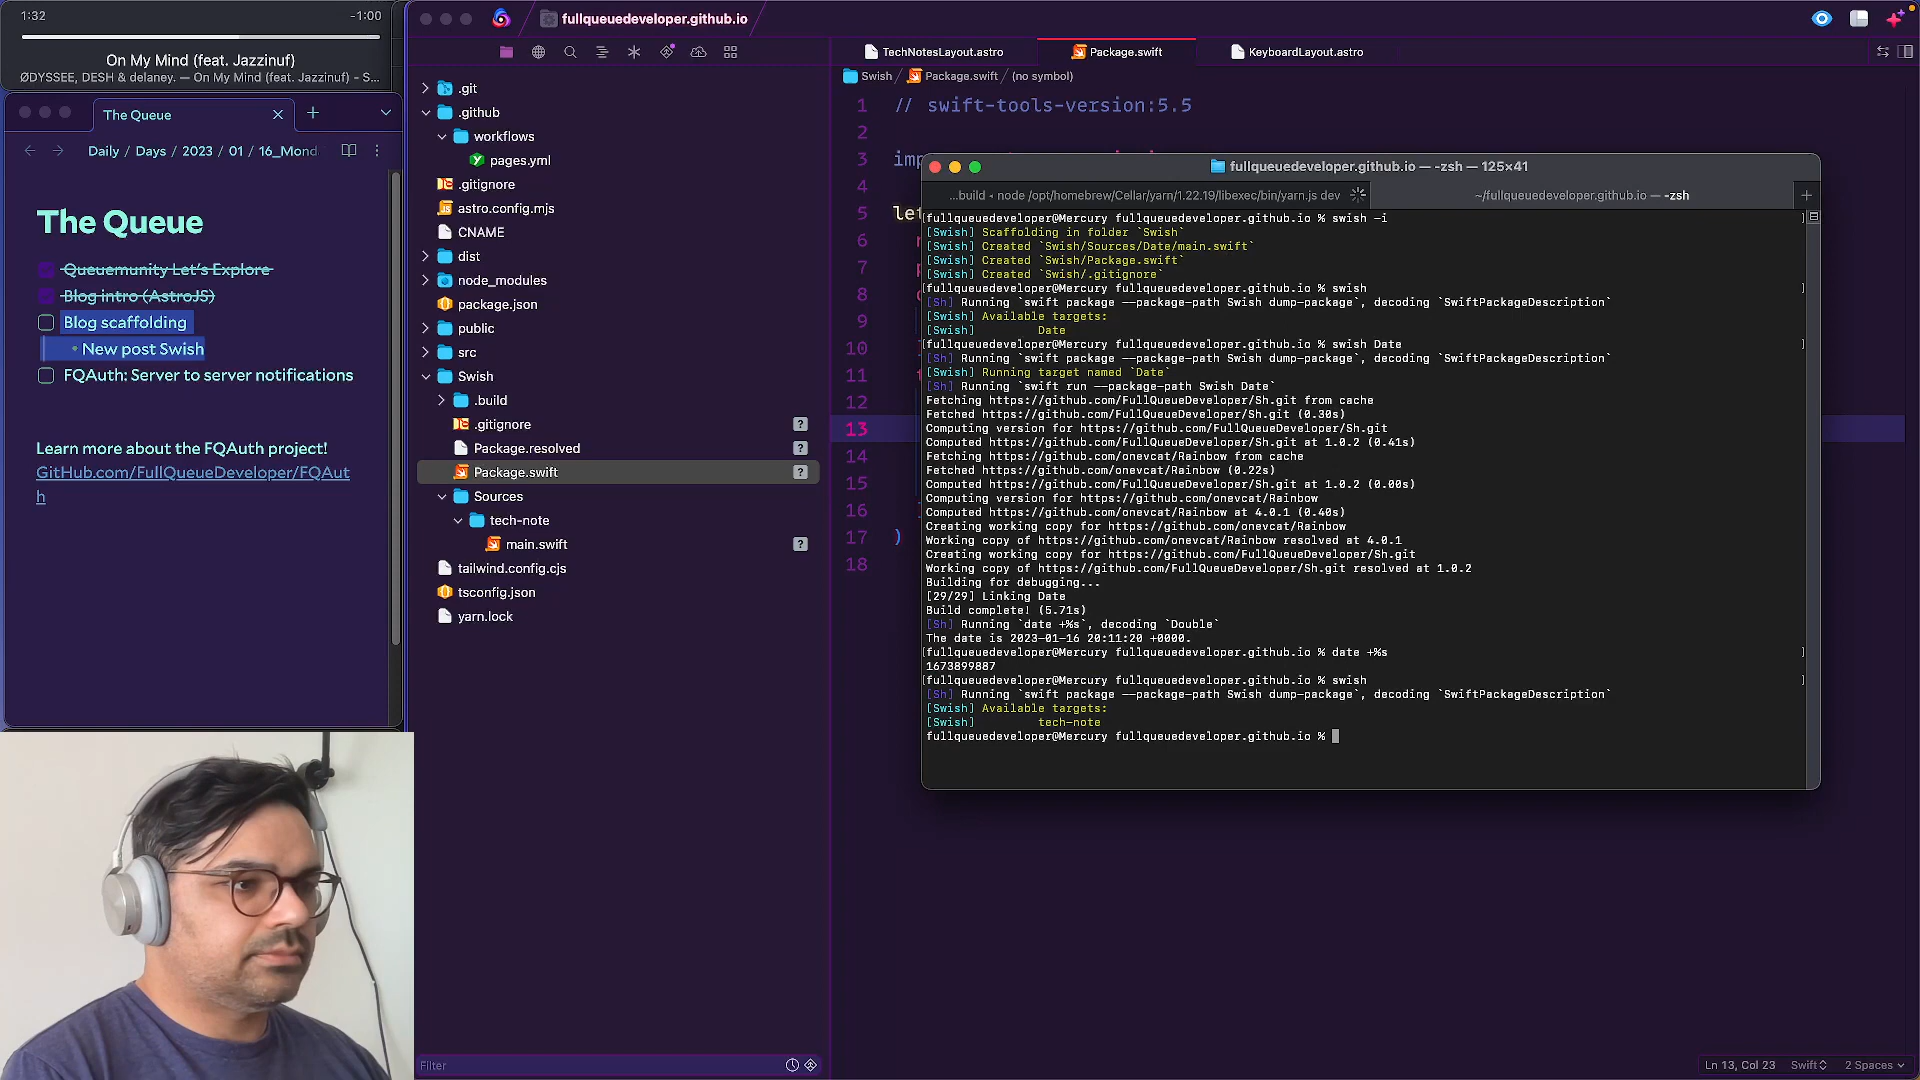 1:32
-1:00
On My Mind (feat. Jazzinuf)
ØDYSSEE, DESH & delaney. — On My Mind (feat. Jazzinuf) - S...
The Queue
Daily / Days / 2023 / 01 / 16_Mond
The Queue
Queuemunity Let's Explore
Blog intro (AstroJS)
Blog scaffolding
New post Swish
FQAuth: Server to server notifications
Learn more about the FQAuth project!
GitHub.com/FullQueueDeveloper/FQAut
h
fullqueuedeveloper.github.io
.git
.github
workflows
pages.yml
.gitignore
astro.config.mjs
CNAME
dist
node_modules
package.json
public
src
Swish
.build
.gitignore ?
Package.resolved ?
Package.swift ?
Sources
tech-note
main.swift ?
tailwind.config.cjs
tsconfig.json
yarn.lock
Filter
TechNotesLayout.astro
Package.swift
KeyboardLayout.astro
Swish / Package.swift / (no symbol)
1 // swift-tools-version:5.5
2
3 imp
4
5 let
6
7
8
9
10
11
12
13
14
15
16
17 )
18
fullqueuedeveloper.github.io — -zsh — 125×41
...build ◂ node /opt/homebrew/Cellar/yarn/1.22.19/libexec/bin/yarn.js dev
~/fullqueuedeveloper.github.io — -zsh
[fullqueuedeveloper@Mercury fullqueuedeveloper.github.io % swish -i ]
[Swish] Scaffolding in folder `Swish`
[Swish] Created `Swish/Sources/Date/main.swift`
[Swish] Created `Swish/Package.swift`
[Swish] Created `Swish/.gitignore`
[fullqueuedeveloper@Mercury fullqueuedeveloper.github.io % swish ]
[Sh] Running `swift package --package-path Swish dump-package`, decoding `SwiftPackageDescription`
[Swish] Available targets:
[Swish] Date
[fullqueuedeveloper@Mercury fullqueuedeveloper.github.io % swish Date ]
[Sh] Running `swift package --package-path Swish dump-package`, decoding `SwiftPackageDescription`
[Swish] Running target named `Date`
[Sh] Running `swift run --package-path Swish Date`
Fetching https://github.com/FullQueueDeveloper/Sh.git from cache
Fetched https://github.com/FullQueueDeveloper/Sh.git (0.30s)
Computing version for https://github.com/FullQueueDeveloper/Sh.git
Computed https://github.com/FullQueueDeveloper/Sh.git at 1.0.2 (0.41s)
Fetching https://github.com/onevcat/Rainbow from cache
Fetched https://github.com/onevcat/Rainbow (0.22s)
Computed https://github.com/FullQueueDeveloper/Sh.git at 1.0.2 (0.00s)
Computing version for https://github.com/onevcat/Rainbow
Computed https://github.com/onevcat/Rainbow at 4.0.1 (0.40s)
Creating working copy for https://github.com/onevcat/Rainbow
Working copy of https://github.com/onevcat/Rainbow resolved at 4.0.1
Creating working copy for https://github.com/FullQueueDeveloper/Sh.git
Working copy of https://github.com/FullQueueDeveloper/Sh.git resolved at 1.0.2
Building for debugging...
[29/29] Linking Date
Build complete! (5.71s)
[Sh] Running `date +%s`, decoding `Double`
The date is 2023-01-16 20:11:20 +0000.
[fullqueuedeveloper@Mercury fullqueuedeveloper.github.io % date +%s ]
1673899887
[fullqueuedeveloper@Mercury fullqueuedeveloper.github.io % swish ]
[Sh] Running `swift package --package-path Swish dump-package`, decoding `SwiftPackageDescription`
[Swish] Available targets:
[Swish] tech-note
fullqueuedeveloper@Mercury fullqueuedeveloper.github.io %
Ln 13, Col 23 Swift 2 Spaces